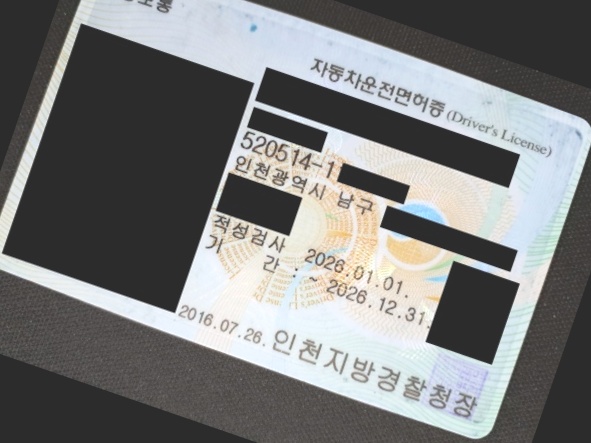 자동차운전면허증 (Driver's License)
520514-1
인천광역시 남구
적성검사
기 간 : 2026.01.01.
~ 2026.12.31.
2016.07.26. 인천지방경찰청장